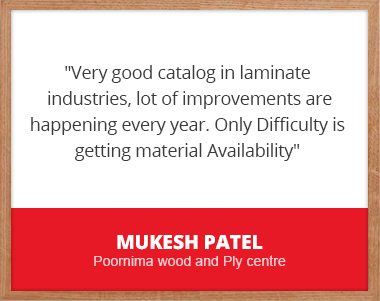 "Very good catalog in laminate
industries, lot of improvements are
happening every year. Only Difficulty is
getting material Availability"
MUKESH PATEL
Poornima wood and Ply centre